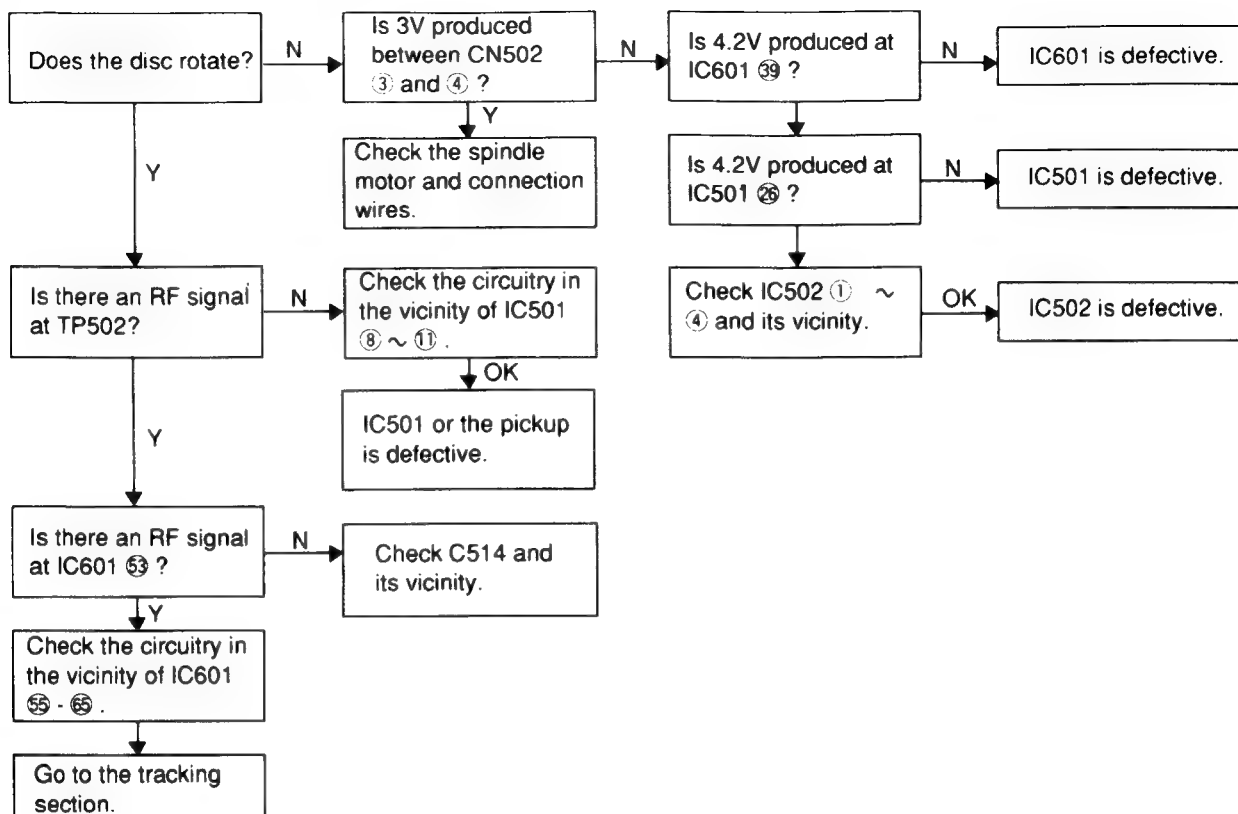 Does the disc rotate?
N
Is 3V produced
between CN502
③ and ④ ?
N
Is 4.2V produced at
IC601 ㊴ ?
N
IC601 is defective.
Y
Y
Check the spindle
motor and connection
wires.
Is 4.2V produced at
IC501 ㉖ ?
N
IC501 is defective.
Is there an RF signal
at TP502?
N
Check the circuitry in
the vicinity of IC501
⑧ ~ ⑪ .
Check IC502 ① ~
④ and its vicinity.
OK
IC502 is defective.
OK
IC501 or the pickup
is defective.
Y
Is there an RF signal
at IC601 53 ?
N
Check C514 and
its vicinity.
Y
Check the circuitry in
the vicinity of IC601
55 - 65 .
Go to the tracking
section.